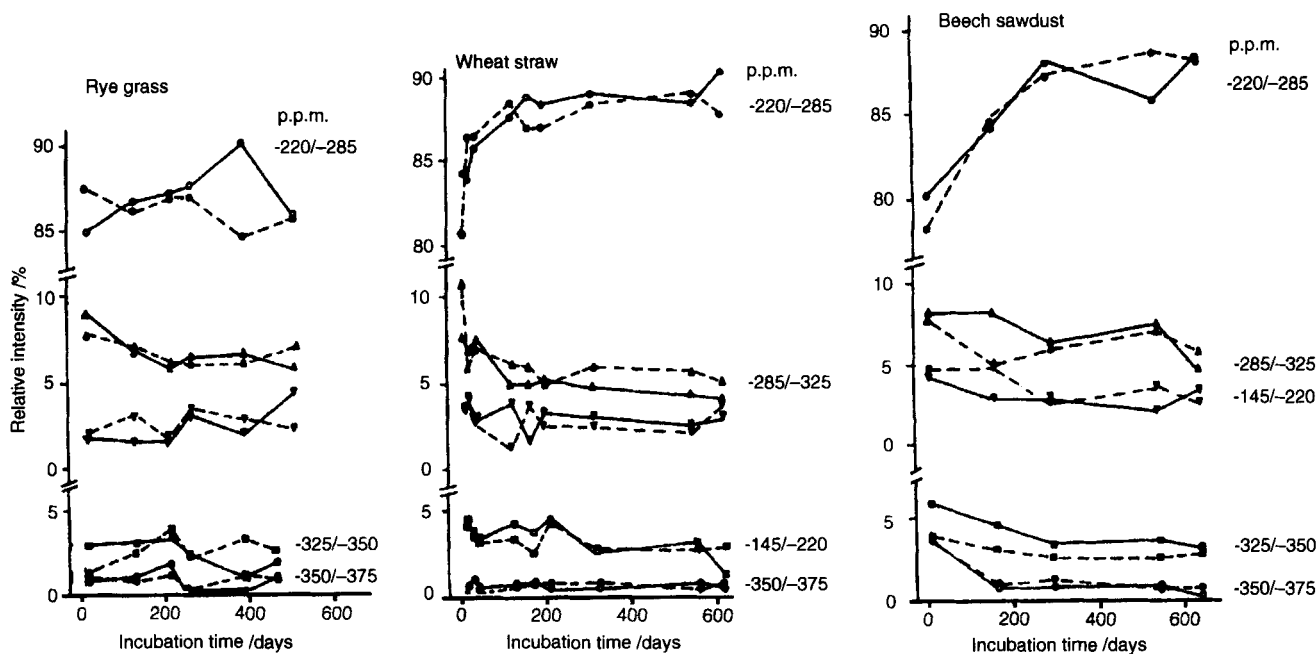 Rye grass
p.p.m.
-220/–285
90
85
10
5
0
5
0
-325/–350
-350/–375
0 200 400 600
Incubation time /days
Relative intensity /%
Wheat straw
p.p.m.
-220/–285
90
85
80
10
5
0
5
0
-285/–325
-145/–220
-350/–375
0 200 400 600
Incubation time /days
Beech sawdust
p.p.m.
-220/–285
90
85
80
5
0
5
0
-285/–325
-145/–220
-325/–350
-350/–375
0 200 400 600
Incubation time /days